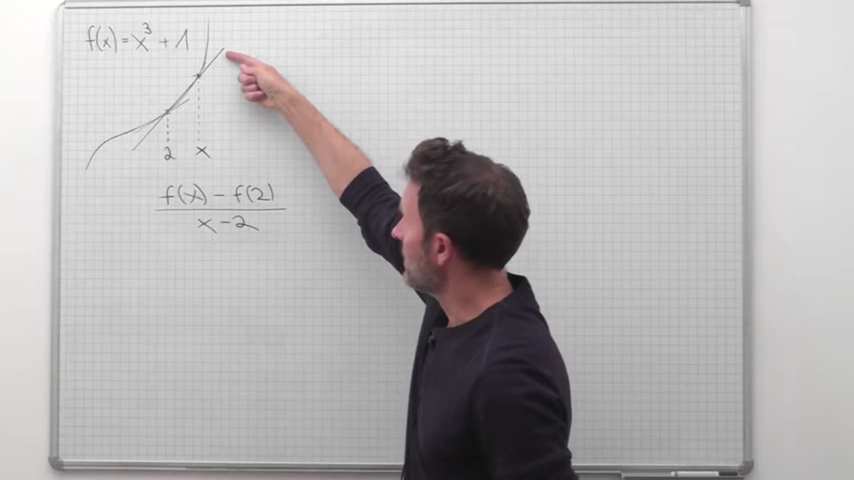 f(x) = x³ + 1
2 x
f(x) - f(2)
x - 2